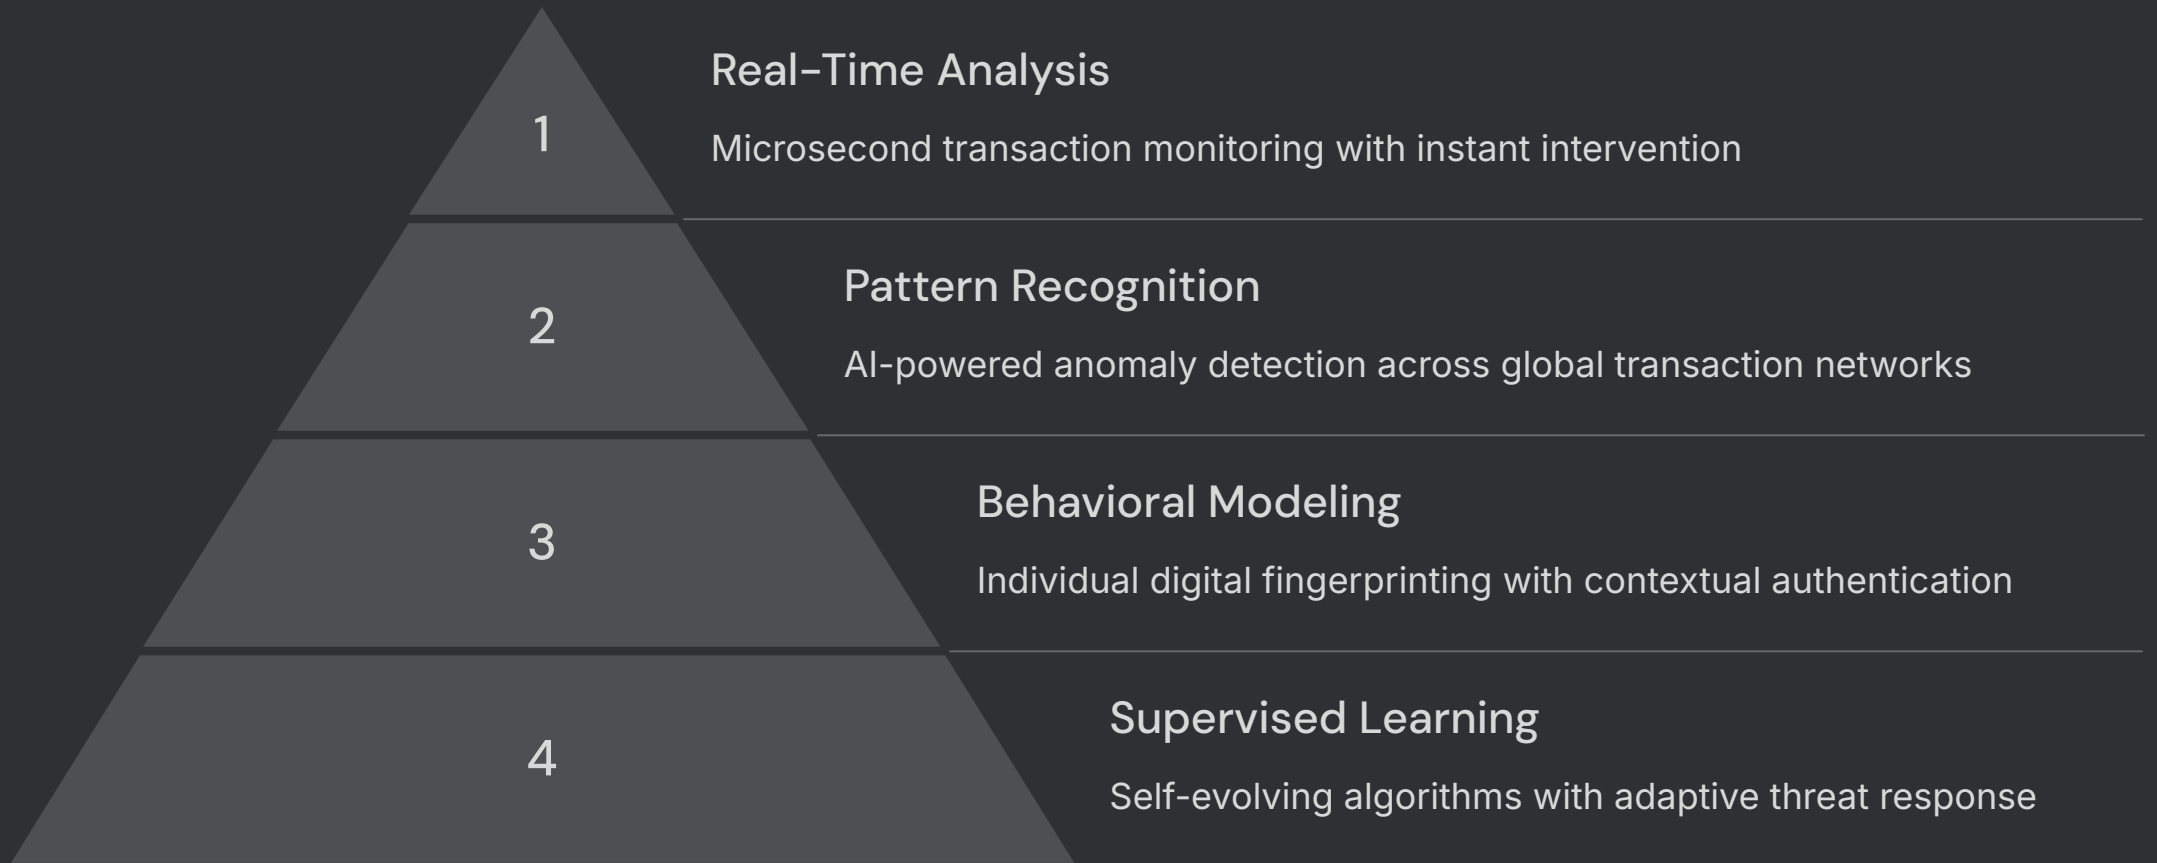 1
Real-Time Analysis
Microsecond transaction monitoring with instant intervention
2
Pattern Recognition
AI-powered anomaly detection across global transaction networks
3
Behavioral Modeling
Individual digital fingerprinting with contextual authentication
4
Supervised Learning
Self-evolving algorithms with adaptive threat response